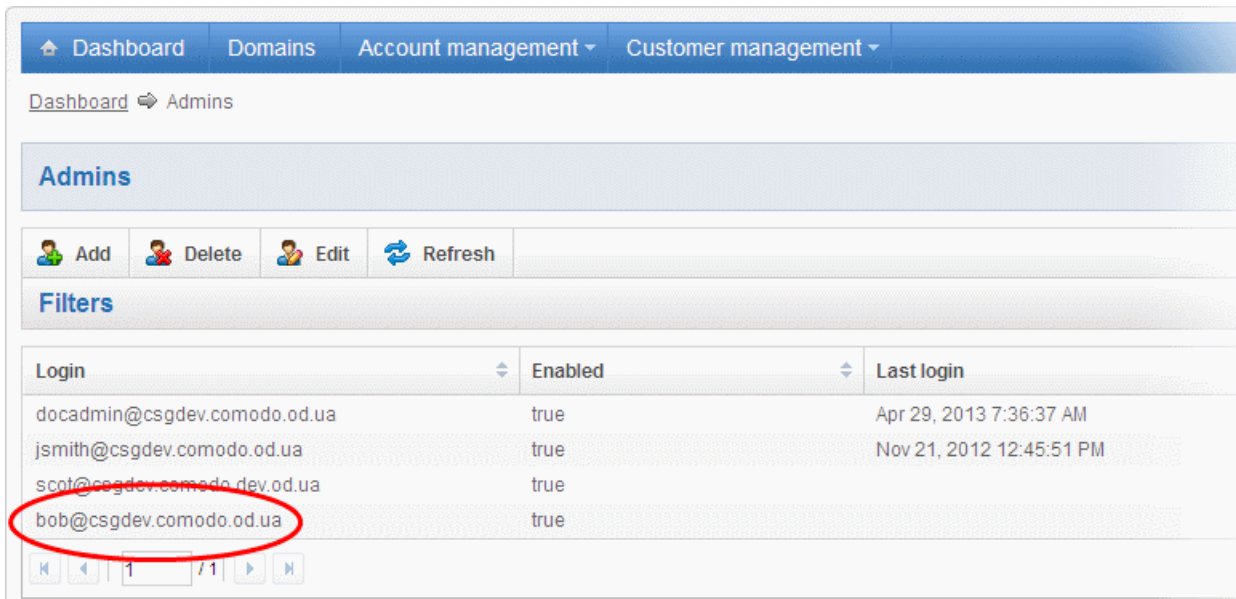 Dashboard Domains Account management Customer management
Dashboard Admins
Admins
Add Delete Edit Refresh
Filters
Login Enabled Last login
docadmin@csgdev.comodo.od.ua true Apr 29, 2013 7:36:37 AM
jsmith@csgdev.comodo.od.ua true Nov 21, 2012 12:45:51 PM
scot@csgdev.comodo.dev.od.ua true
bob@csgdev.comodo.od.ua true
1 / 1